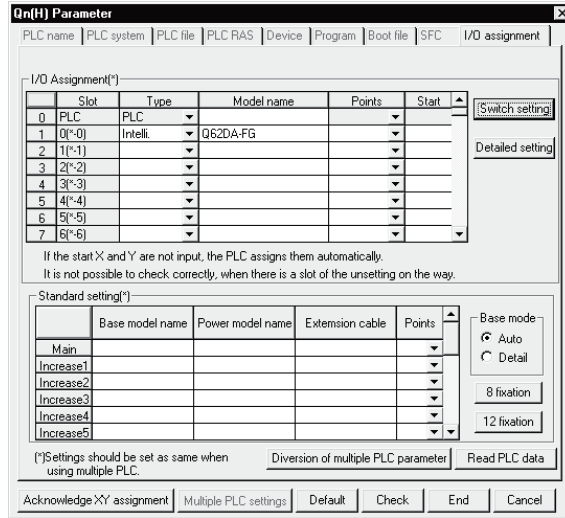 Qn(H) Parameter
PLC name PLC system PLC file PLC RAS Device Program Boot file SFC I/O assignment
I/O Assignment(*)
Slot Type Model name Points Start
0 PLC PLC
1 0(*-0) Intelli. Q62DA-FG
2 1(*-1)
3 2(*-2)
4 3(*-3)
5 4(*-4)
6 5(*-5)
7 6(*-6)
Switch setting
Detailed setting
If the start X and Y are not input, the PLC assigns them automatically.
It is not possible to check correctly, when there is a slot of the unsetting on the way.
Standard setting(*)
Base model name Power model name Extension cable Points
Main
Increase1
Increase2
Increase3
Increase4
Increase5
Base mode
Auto
Detail
8 fixation
12 fixation
(*)Settings should be set as same when
using multiple PLC.
Diversion of multiple PLC parameter Read PLC data
Acknowledge XY assignment Multiple PLC settings Default Check End Cancel